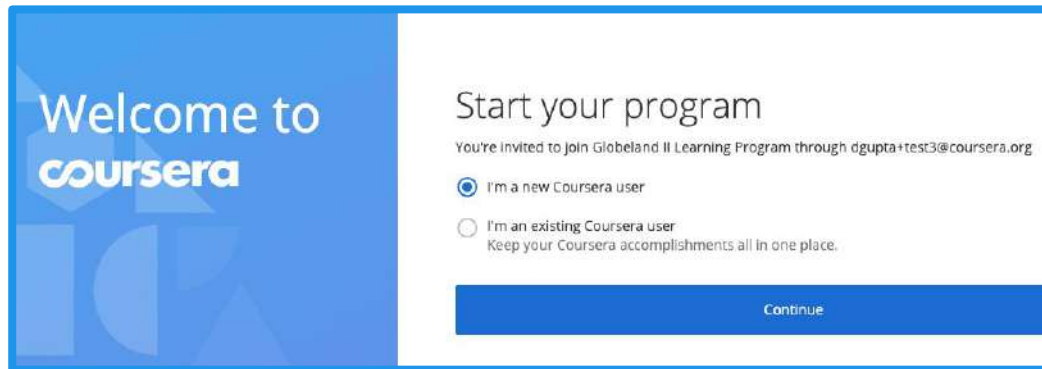 Welcome to
coursera
Start your program
You're invited to join Globeland II Learning Program through dgupta+test3@coursera.org
I'm a new Coursera user
I'm an existing Coursera user
Keep your Coursera accomplishments all in one place.
Continue